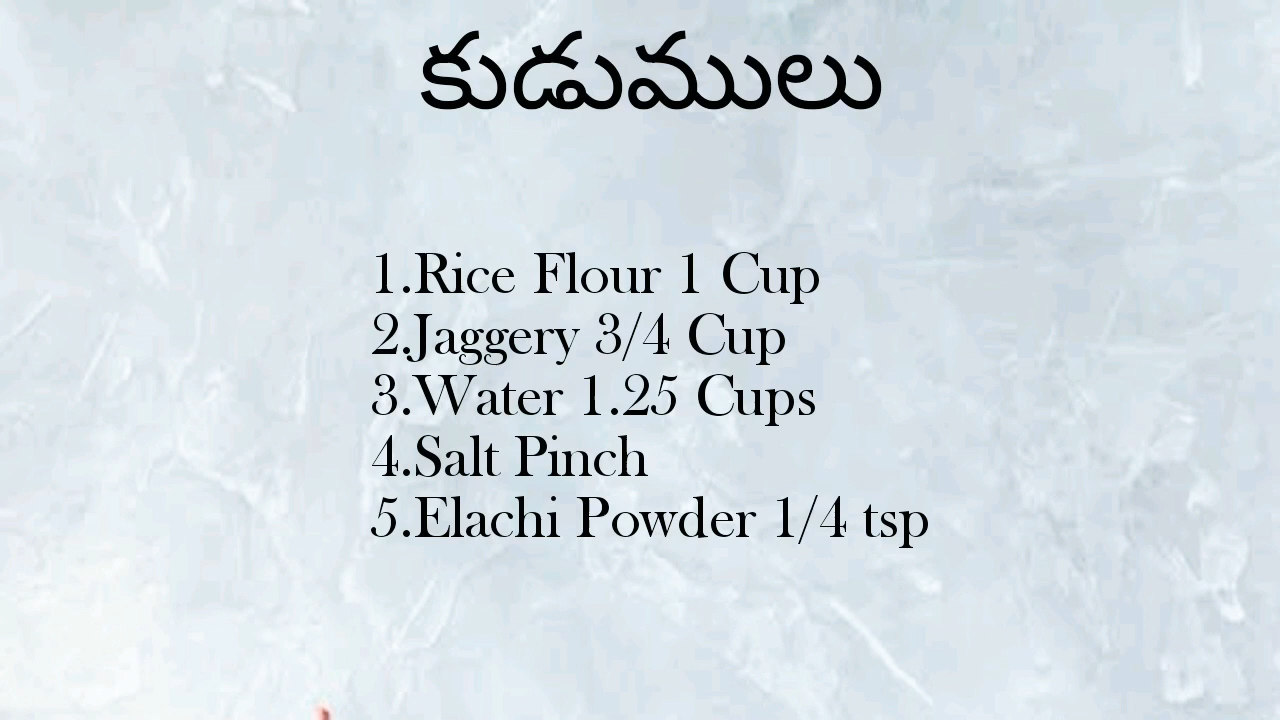 కుడుములు
1.Rice Flour 1 Cup
2.Jaggery 3/4 Cup
3.Water 1.25 Cups
4.Salt Pinch
5.Elachi Powder 1/4 tsp